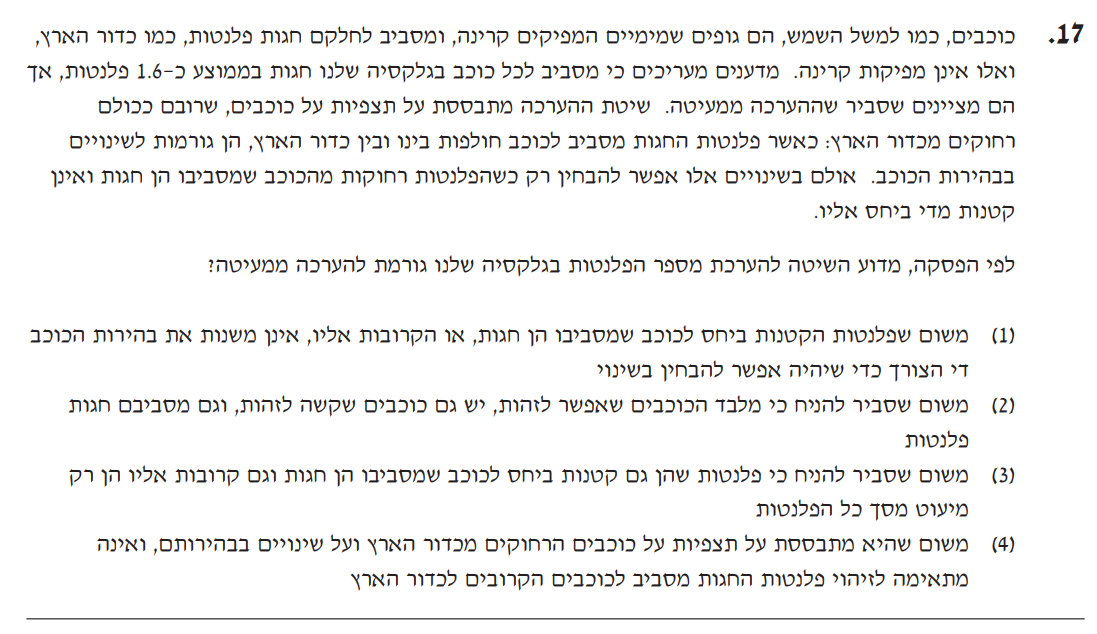 17. כוכבים, כמו למשל השמש, הם גופים שמימיים המפיקים קרינה, ומסביב לחלקם חגות פלנטות, כמו כדור הארץ,
ואלו אינן מפיקות קרינה. מדענים מעריכים כי מסביב לכל כוכב בגלקסיה שלנו חגות בממוצע כ-1.6 פלנטות, אך
הם מציינים שסביר שההערכה ממעיטה. שיטת ההערכה מתבססת על תצפיות על כוכבים, שרובם ככולם
רחוקים מכדור הארץ: כאשר פלנטות החגות מסביב לכוכב חולפות בינו ובין כדור הארץ, הן גורמות לשינויים
בבהירות הכוכב. אולם בשינויים אלו אפשר להבחין רק כשהפלנטות רחוקות מהכוכב שמסביבו הן חגות ואינן
קטנות מדי ביחס אליו.
לפי הפסקה, מדוע השיטה להערכת מספר הפלנטות בגלקסיה שלנו גורמת להערכה ממעיטה?
(1) משום שפלנטות הקטנות ביחס לכוכב שמסביבו הן חגות, או הקרובות אליו, אינן משנות את בהירות הכוכב
די הצורך כדי שיהיה אפשר להבחין בשינוי
(2) משום שסביר להניח כי מלבד הכוכבים שאפשר לזהות, יש גם כוכבים שקשה לזהות, וגם מסביבם חגות
פלנטות
(3) משום שסביר להניח כי פלנטות שהן גם קטנות ביחס לכוכב שמסביבו הן חגות וגם קרובות אליו הן רק
מיעוט מסך כל הפלנטות
(4) משום שהיא מתבססת על תצפיות על כוכבים הרחוקים מכדור הארץ ועל שינויים בבהירותם, ואינה
מתאימה לזיהוי פלנטות החגות מסביב לכוכבים הקרובים לכדור הארץ